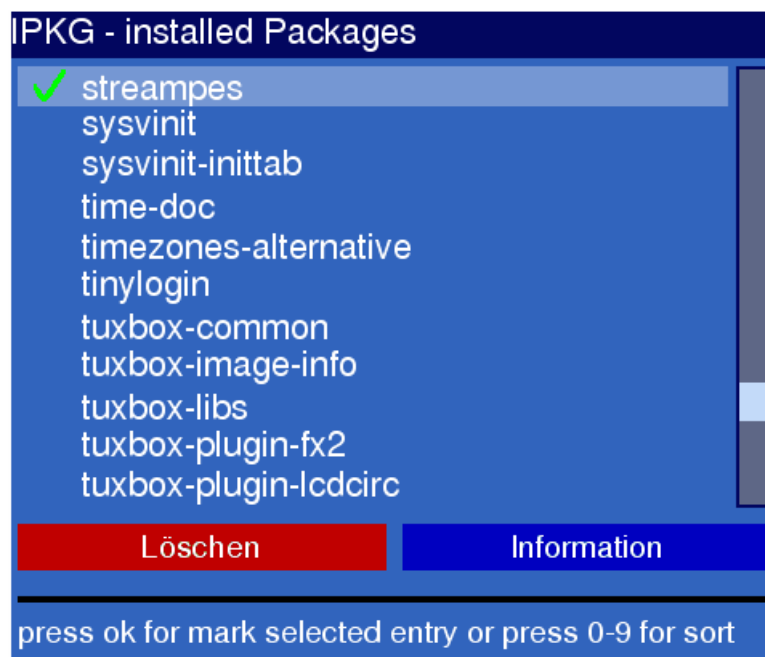 IPKG - installed Packages
streampes
sysvinit
sysvinit-inittab
time-doc
timezones-alternative
tinylogin
tuxbox-common
tuxbox-image-info
tuxbox-libs
tuxbox-plugin-fx2
tuxbox-plugin-lcdcirc
Löschen Information
press ok for mark selected entry or press 0-9 for sort